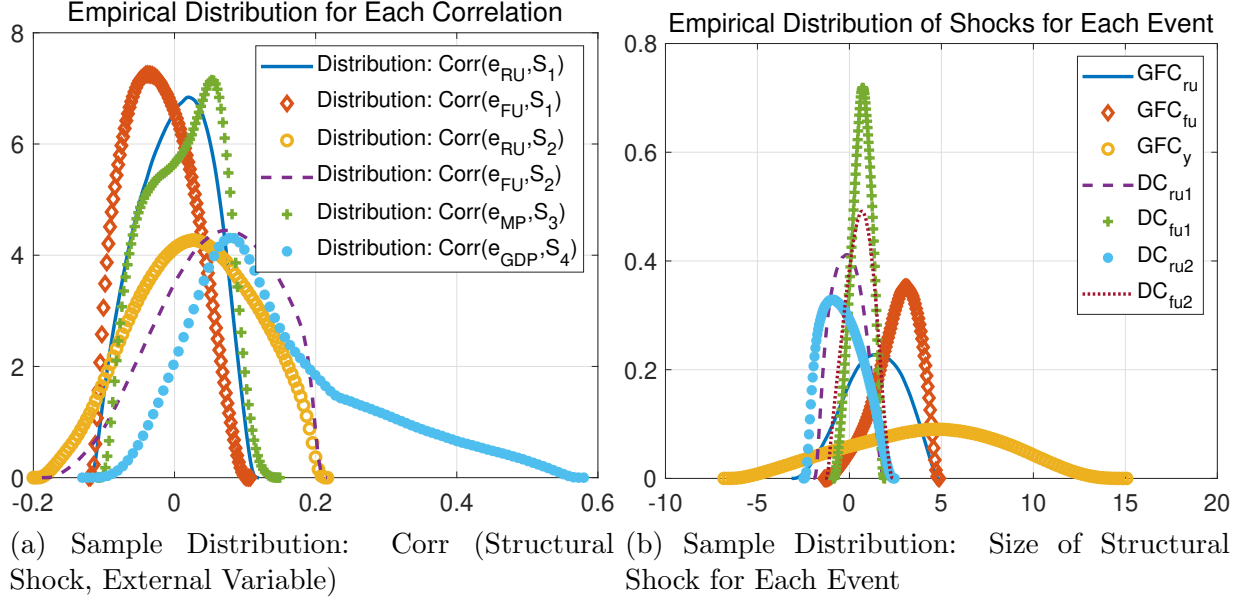 Empirical Distribution for Each Correlation
8
6
4
2
0
-0.2
0
0.2
0.4
0.6
Distribution: Corr(e_RU,S_1)
Distribution: Corr(e_FU,S_1)
Distribution: Corr(e_RU,S_2)
Distribution: Corr(e_FU,S_2)
Distribution: Corr(e_MP,S_3)
Distribution: Corr(e_GDP,S_4)
(a) Sample Distribution: Corr (Structural
Shock, External Variable)
Empirical Distribution of Shocks for Each Event
0.8
0.6
0.4
0.2
0
-10
-5
0
5
10
15
20
GFC_ru
GFC_fu
GFC_y
DC_ru1
DC_fu1
DC_ru2
DC_fu2
(b) Sample Distribution: Size of Structural
Shock for Each Event